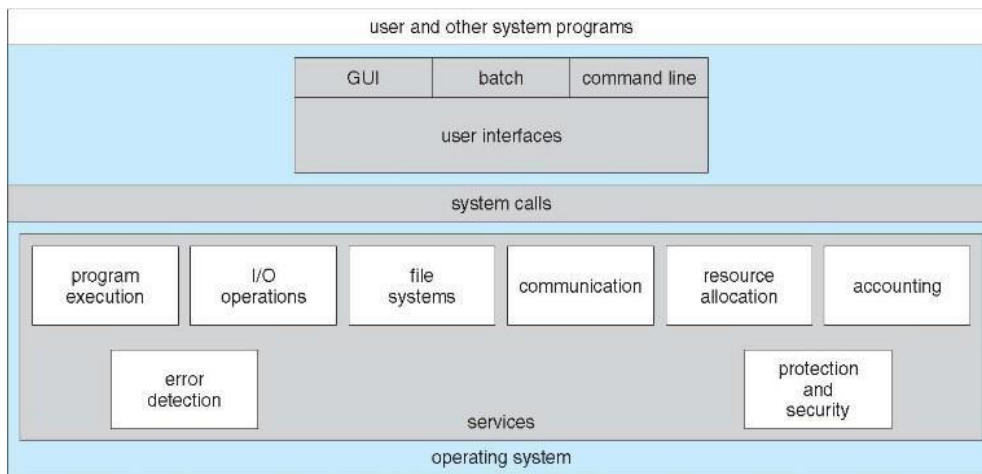 user and other system programs
GUI
batch
command line
user interfaces
system calls
program
execution
I/O
operations
file
systems
communication
resource
allocation
accounting
error
detection
protection
and
security
services
operating system